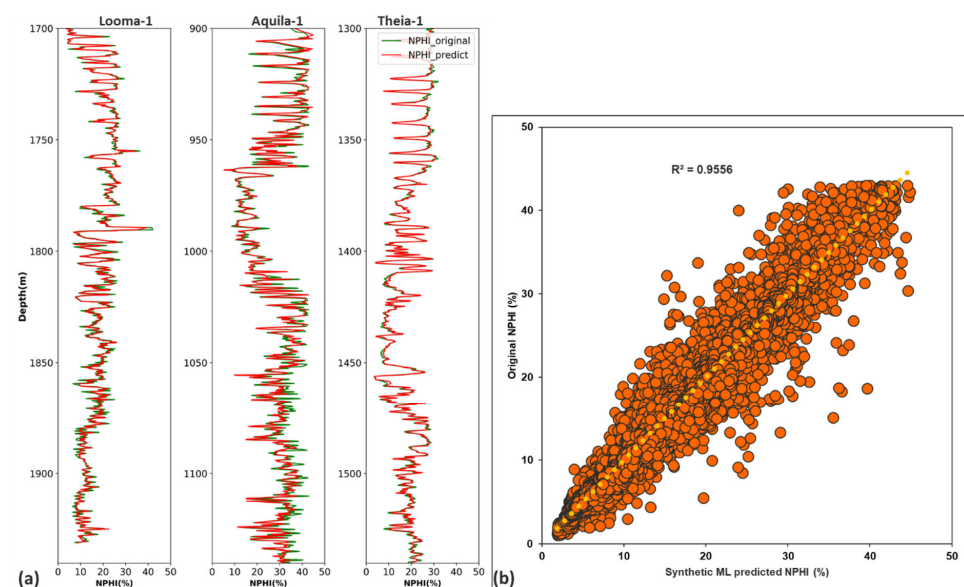 Looma-1
Aquila-1
Theia-1
Depth(m)
1700
1750
1800
1850
1900
0 10 20 30 40 50
NPHI(%)
900
950
1000
1050
1100
0 10 20 30 40 50
NPHI(%)
1300
1350
1400
1450
1500
NPHI_original
NPHI_predict
0 10 20 30 40 50
NPHI(%)
(a)
R² = 0.9556
Original NPHI (%)
50
40
30
20
10
0
0 10 20 30 40 50
Synthetic ML predicted NPHI (%)
(b)